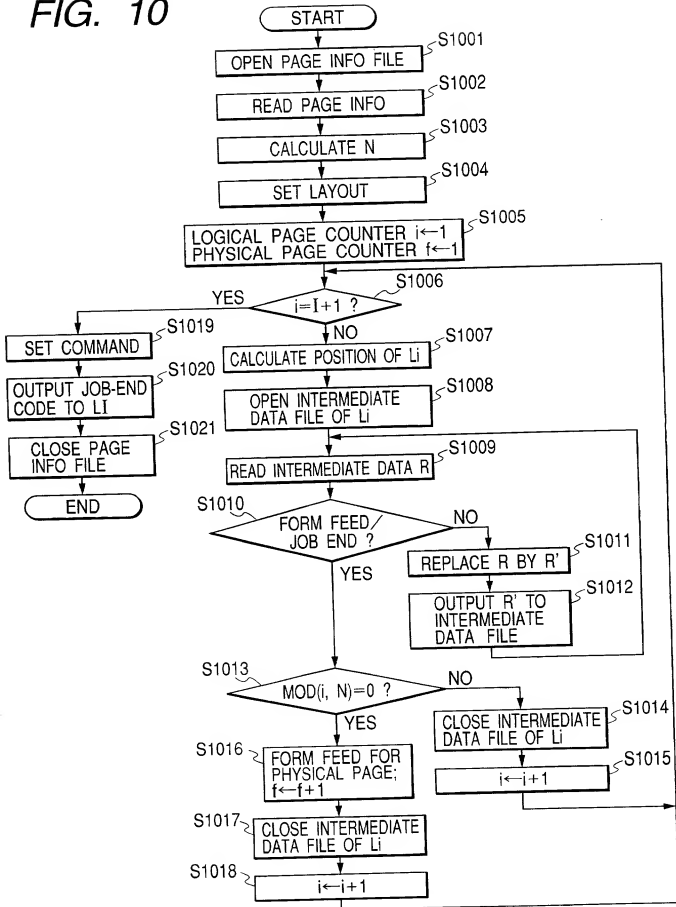 FIG. 10
START
S1001
OPEN PAGE INFO FILE
S1002
READ PAGE INFO
S1003
CALCULATE N
S1004
SET LAYOUT
S1005
LOGICAL PAGE COUNTER i←1
PHYSICAL PAGE COUNTER f←1
S1006
i=I+1 ?
YES
NO
S1019
SET COMMAND
S1020
OUTPUT JOB-END
CODE TO LI
S1021
CLOSE PAGE
INFO FILE
END
S1007
CALCULATE POSITION OF Li
S1008
OPEN INTERMEDIATE
DATA FILE OF Li
S1009
READ INTERMEDIATE DATA R
S1010
FORM FEED/
JOB END ?
NO
YES
S1011
REPLACE R BY R'
S1012
OUTPUT R' TO
INTERMEDIATE
DATA FILE
S1013
MOD(i, N)=0 ?
NO
YES
S1014
CLOSE INTERMEDIATE
DATA FILE OF Li
S1015
i←i+1
S1016
FORM FEED FOR
PHYSICAL PAGE;
f←f+1
S1017
CLOSE INTERMEDIATE
DATA FILE OF Li
S1018
i←i+1